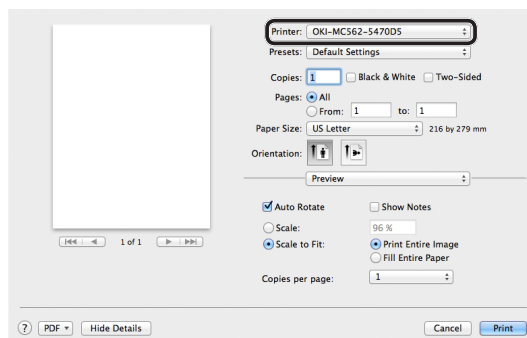 Printer: OKI-MC562-5470D5
Presets: Default Settings
Copies: 1 Black & White Two-Sided
Pages: All
From: 1 to: 1
Paper Size: US Letter 216 by 279 mm
Orientation:
Preview
Auto Rotate Show Notes
Scale: 96 %
Scale to Fit: Print Entire Image
Fill Entire Paper
Copies per page: 1
1 of 1
? PDF Hide Details Cancel Print